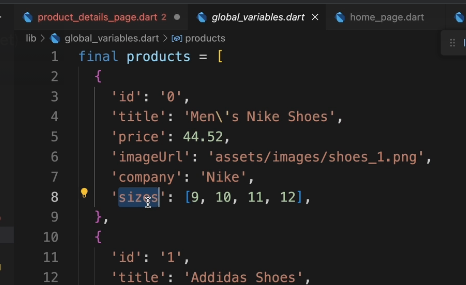 product_details_page.dart 2
global_variables.dart
home_page.dart
lib > global_variables.dart > products
1 final products = [
2 {
3 'id': '0',
4 'title': 'Men\'s Nike Shoes',
5 'price': 44.52,
6 'imageUrl': 'assets/images/shoes_1.png',
7 'company': 'Nike',
8 'sizes': [9, 10, 11, 12],
9 },
10 {
11 'id': '1',
12 'title': 'Addidas Shoes',